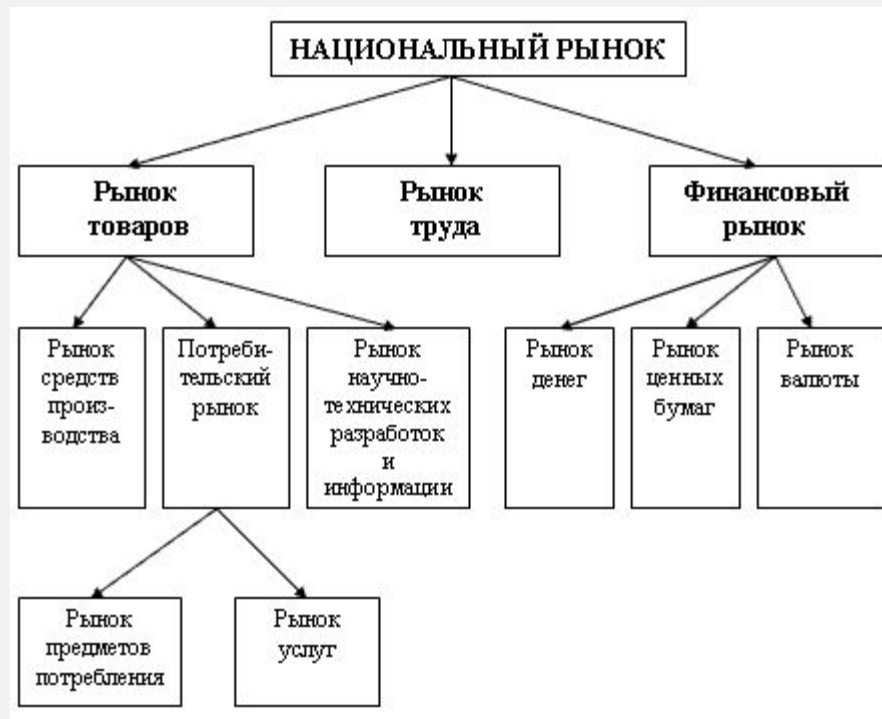 НАЦИОНАЛЬНЫЙ РЫНОК
Рынок
товаров
Рынок
труда
Финансовый
рынок
Рынок
средств
произ-
водства
Потреби-
тельский
рынок
Рынок
научно-
технических
разработок
и
информации
Рынок
денег
Рынок
ценных
бумаг
Рынок
валюты
Рынок
предметов
потребления
Рынок
услуг